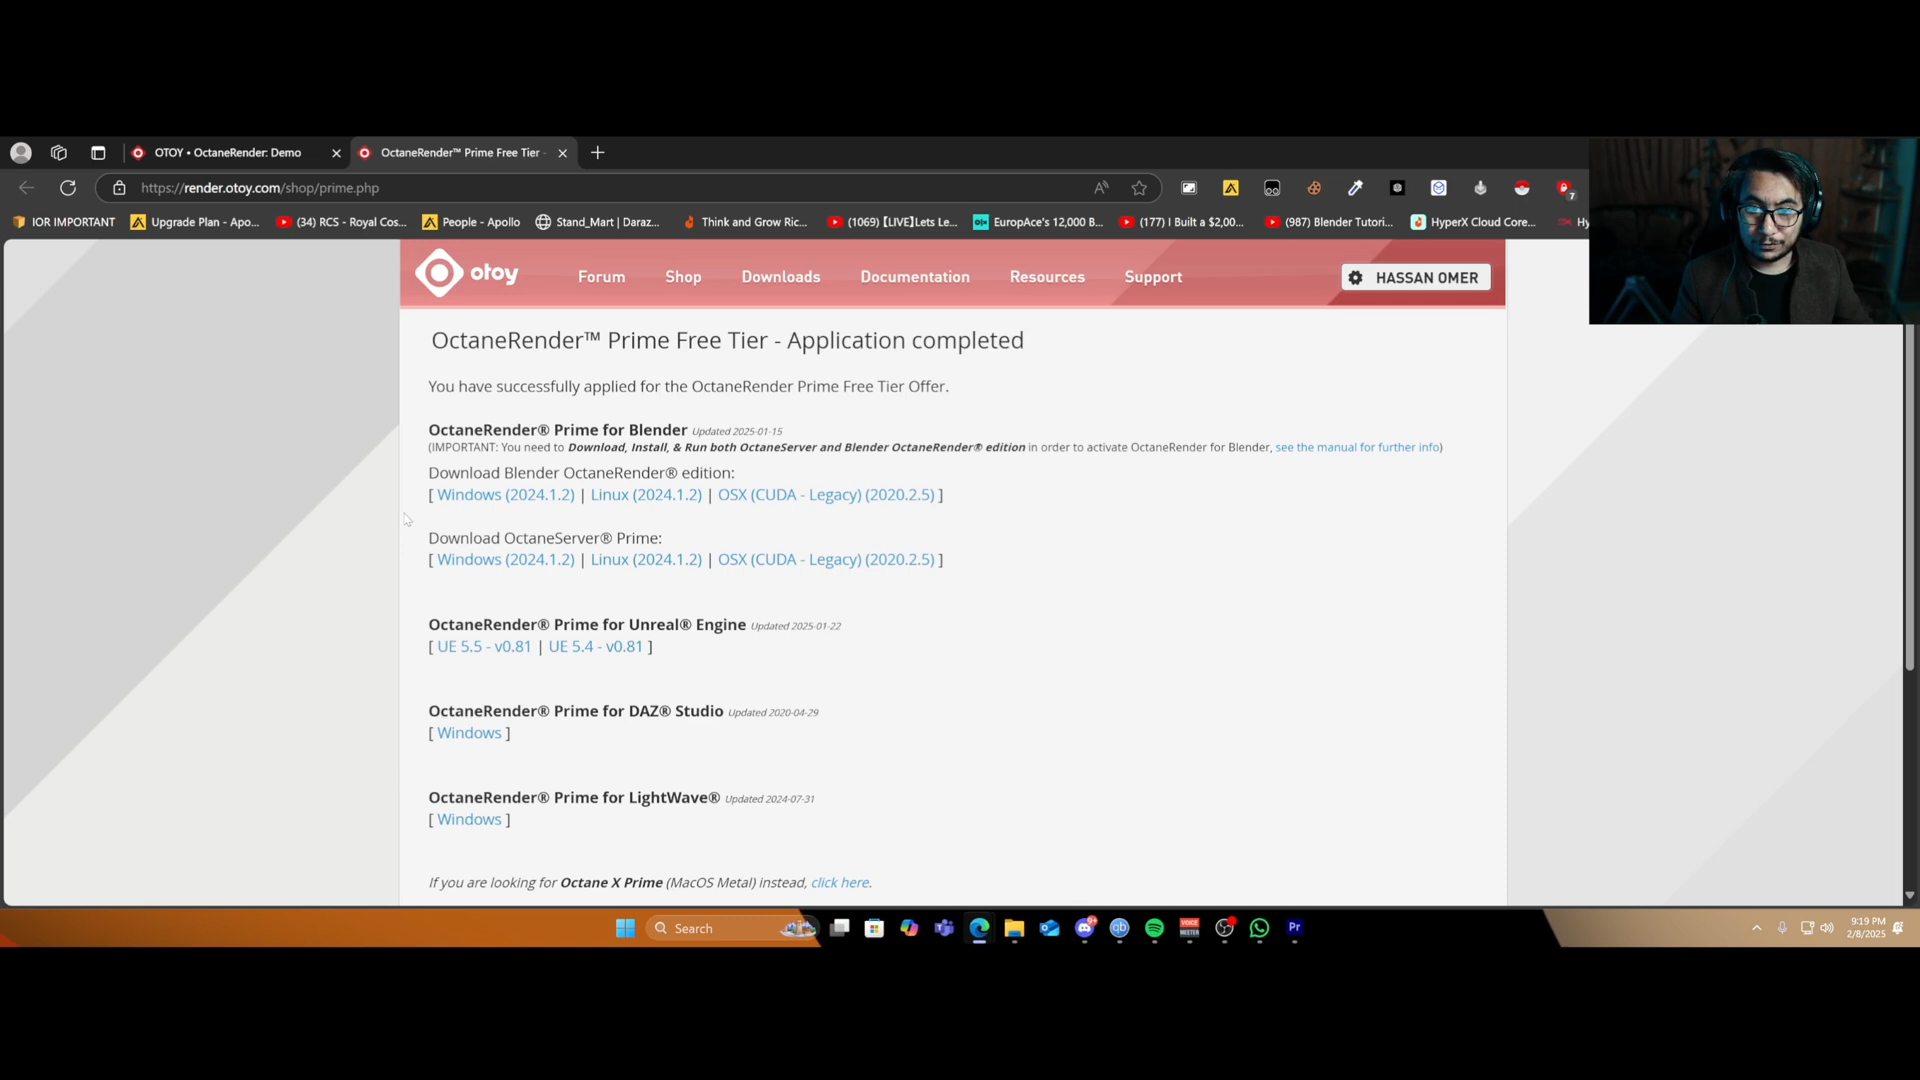 OTOY • OctaneRender: Demo
OctaneRender™ Prime Free Tier -
https://render.otoy.com/shop/prime.php
7
IOR IMPORTANT
Upgrade Plan - Apo...
(34) RCS - Royal Cos...
People - Apollo
Stand_Mart | Daraz...
Think and Grow Ric...
(1069) 【LIVE】Lets Le...
EuropAce's 12,000 B...
(177) I Built a $2,00...
(987) Blender Tutori...
HyperX Cloud Core...
Hy
otoy
Forum
Shop
Downloads
Documentation
Resources
Support
HASSAN OMER
OctaneRender™ Prime Free Tier - Application completed
You have successfully applied for the OctaneRender Prime Free Tier Offer.
OctaneRender® Prime for Blender Updated 2025-01-15
(IMPORTANT: You need to Download, Install, & Run both OctaneServer and Blender OctaneRender® edition in order to activate OctaneRender for Blender, see the manual for further info)
Download Blender OctaneRender® edition:
[ Windows (2024.1.2) | Linux (2024.1.2) | OSX (CUDA - Legacy) (2020.2.5) ]
Download OctaneServer® Prime:
[ Windows (2024.1.2) | Linux (2024.1.2) | OSX (CUDA - Legacy) (2020.2.5) ]
OctaneRender® Prime for Unreal® Engine Updated 2025-01-22
[ UE 5.5 - v0.81 | UE 5.4 - v0.81 ]
OctaneRender® Prime for DAZ® Studio Updated 2020-04-29
[ Windows ]
OctaneRender® Prime for LightWave® Updated 2024-07-31
[ Windows ]
If you are looking for Octane X Prime (MacOS Metal) instead, click here.
Search
qb
VOICE
MEETER
Pr
9:19 PM
2/8/2025